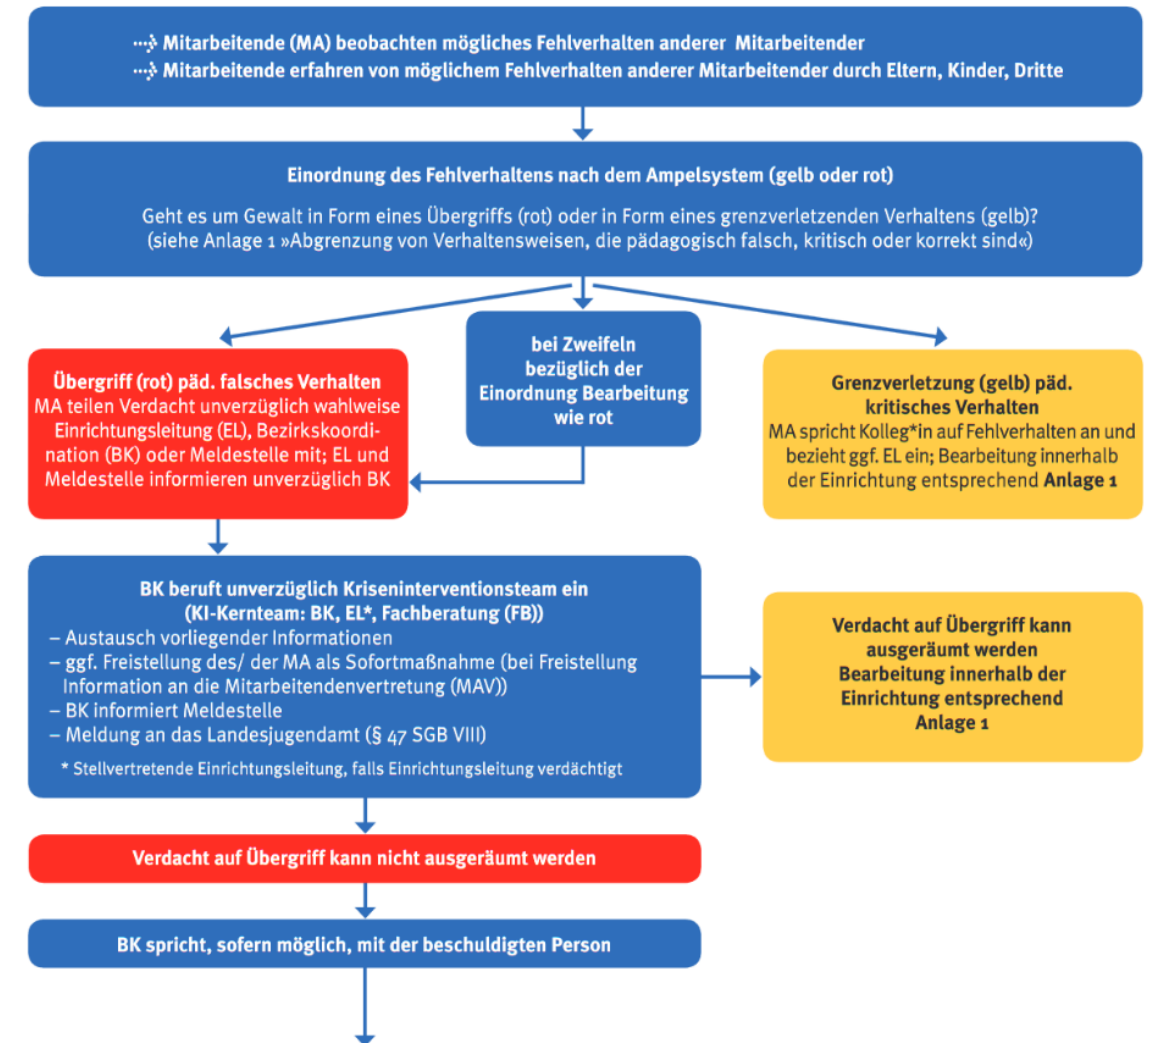 Mitarbeitende (MA) beobachten mögliches Fehlverhalten anderer Mitarbeitender
Mitarbeitende erfahren von möglichem Fehlverhalten anderer Mitarbeitender durch Eltern, Kinder, Dritte
Einordnung des Fehlverhaltens nach dem Ampelsystem (gelb oder rot)
Geht es um Gewalt in Form eines Übergriffs (rot) oder in Form eines grenzverletzenden Verhaltens (gelb)?
(siehe Anlage 1 »Abgrenzung von Verhaltensweisen, die pädagogisch falsch, kritisch oder korrekt sind«)
Übergriff (rot) päd. falsches Verhalten
MA teilen Verdacht unverzüglich wahlweise
Einrichtungsleitung (EL), Bezirkskoordi-
nation (BK) oder Meldestelle mit; EL und
Meldestelle informieren unverzüglich BK
bei Zweifeln
bezüglich der
Einordnung Bearbeitung
wie rot
Grenzverletzung (gelb) päd.
kritisches Verhalten
MA spricht Kolleg*in auf Fehlverhalten an und
bezieht ggf. EL ein; Bearbeitung innerhalb
der Einrichtung entsprechend Anlage 1
BK beruft unverzüglich Kriseninterventionsteam ein
(KI-Kernteam: BK, EL*, Fachberatung (FB))
– Austausch vorliegender Informationen
– ggf. Freistellung des/ der MA als Sofortmaßnahme (bei Freistellung
Information an die Mitarbeitendenvertretung (MAV))
– BK informiert Meldestelle
– Meldung an das Landesjugendamt (§ 47 SGB VIII)
* Stellvertretende Einrichtungsleitung, falls Einrichtungsleitung verdächtigt
Verdacht auf Übergriff kann
ausgeräumt werden
Bearbeitung innerhalb der
Einrichtung entsprechend
Anlage 1
Verdacht auf Übergriff kann nicht ausgeräumt werden
BK spricht, sofern möglich, mit der beschuldigten Person